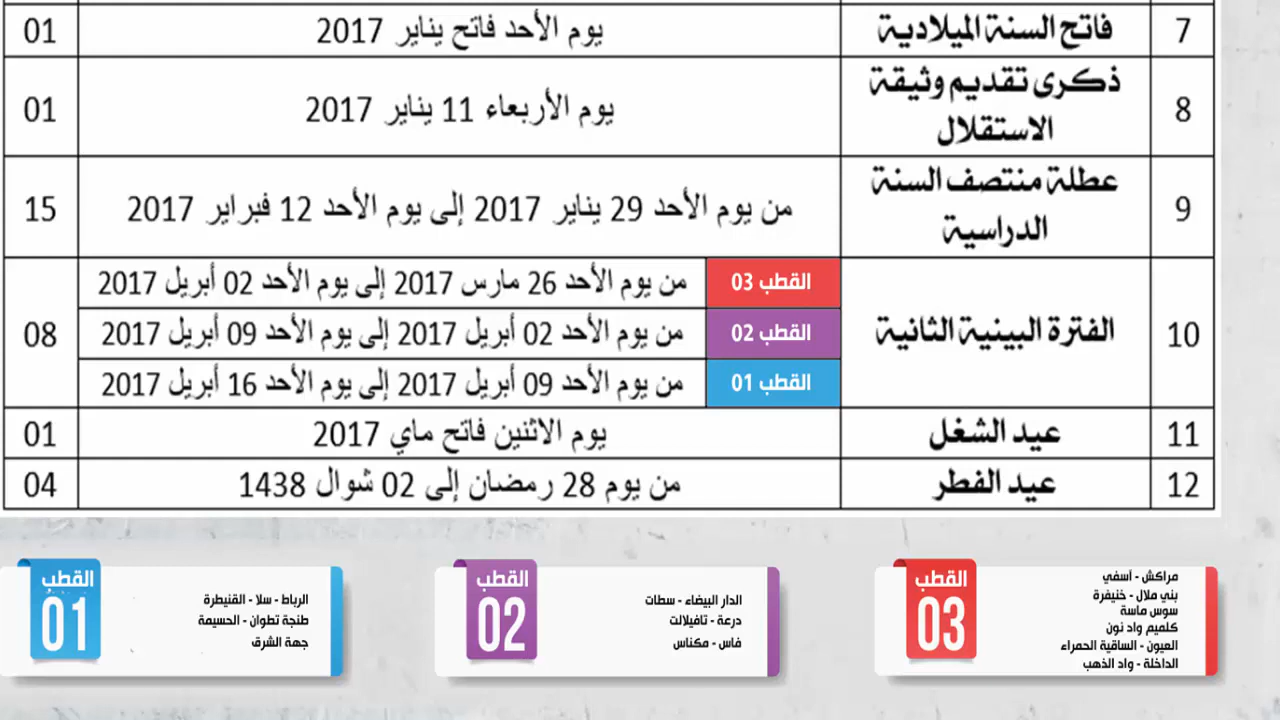 7 فاتح السنة الميلادية يوم الأحد فاتح يناير 2017 01
8 ذكرى تقديم وثيقة الاستقلال يوم الأربعاء 11 يناير 2017 01
9 عطلة منتصف السنة الدراسية من يوم الأحد 29 يناير 2017 إلى يوم الأحد 12 فبراير 2017 15
10 الفترة البينية الثانية 08
القطب 03 من يوم الأحد 26 مارس 2017 إلى يوم الأحد 02 أبريل 2017
القطب 02 من يوم الأحد 02 أبريل 2017 إلى يوم الأحد 09 أبريل 2017
القطب 01 من يوم الأحد 09 أبريل 2017 إلى يوم الأحد 16 أبريل 2017
11 عيد الشغل يوم الاثنين فاتح ماي 2017 01
12 عيد الفطر من يوم 28 رمضان إلى 02 شوال 1438 04
القطب 03
مراكش - آسفي
بني ملال - خنيفرة
سوس ماسة
كلميم واد نون
العيون - الساقية الحمراء
الداخلة - واد الذهب
القطب 02
الدار البيضاء - سطات
درعة - تافيلالت
فاس - مكناس
القطب 01
الرباط - سلا - القنيطرة
طنجة تطوان - الحسيمة
جهة الشرق